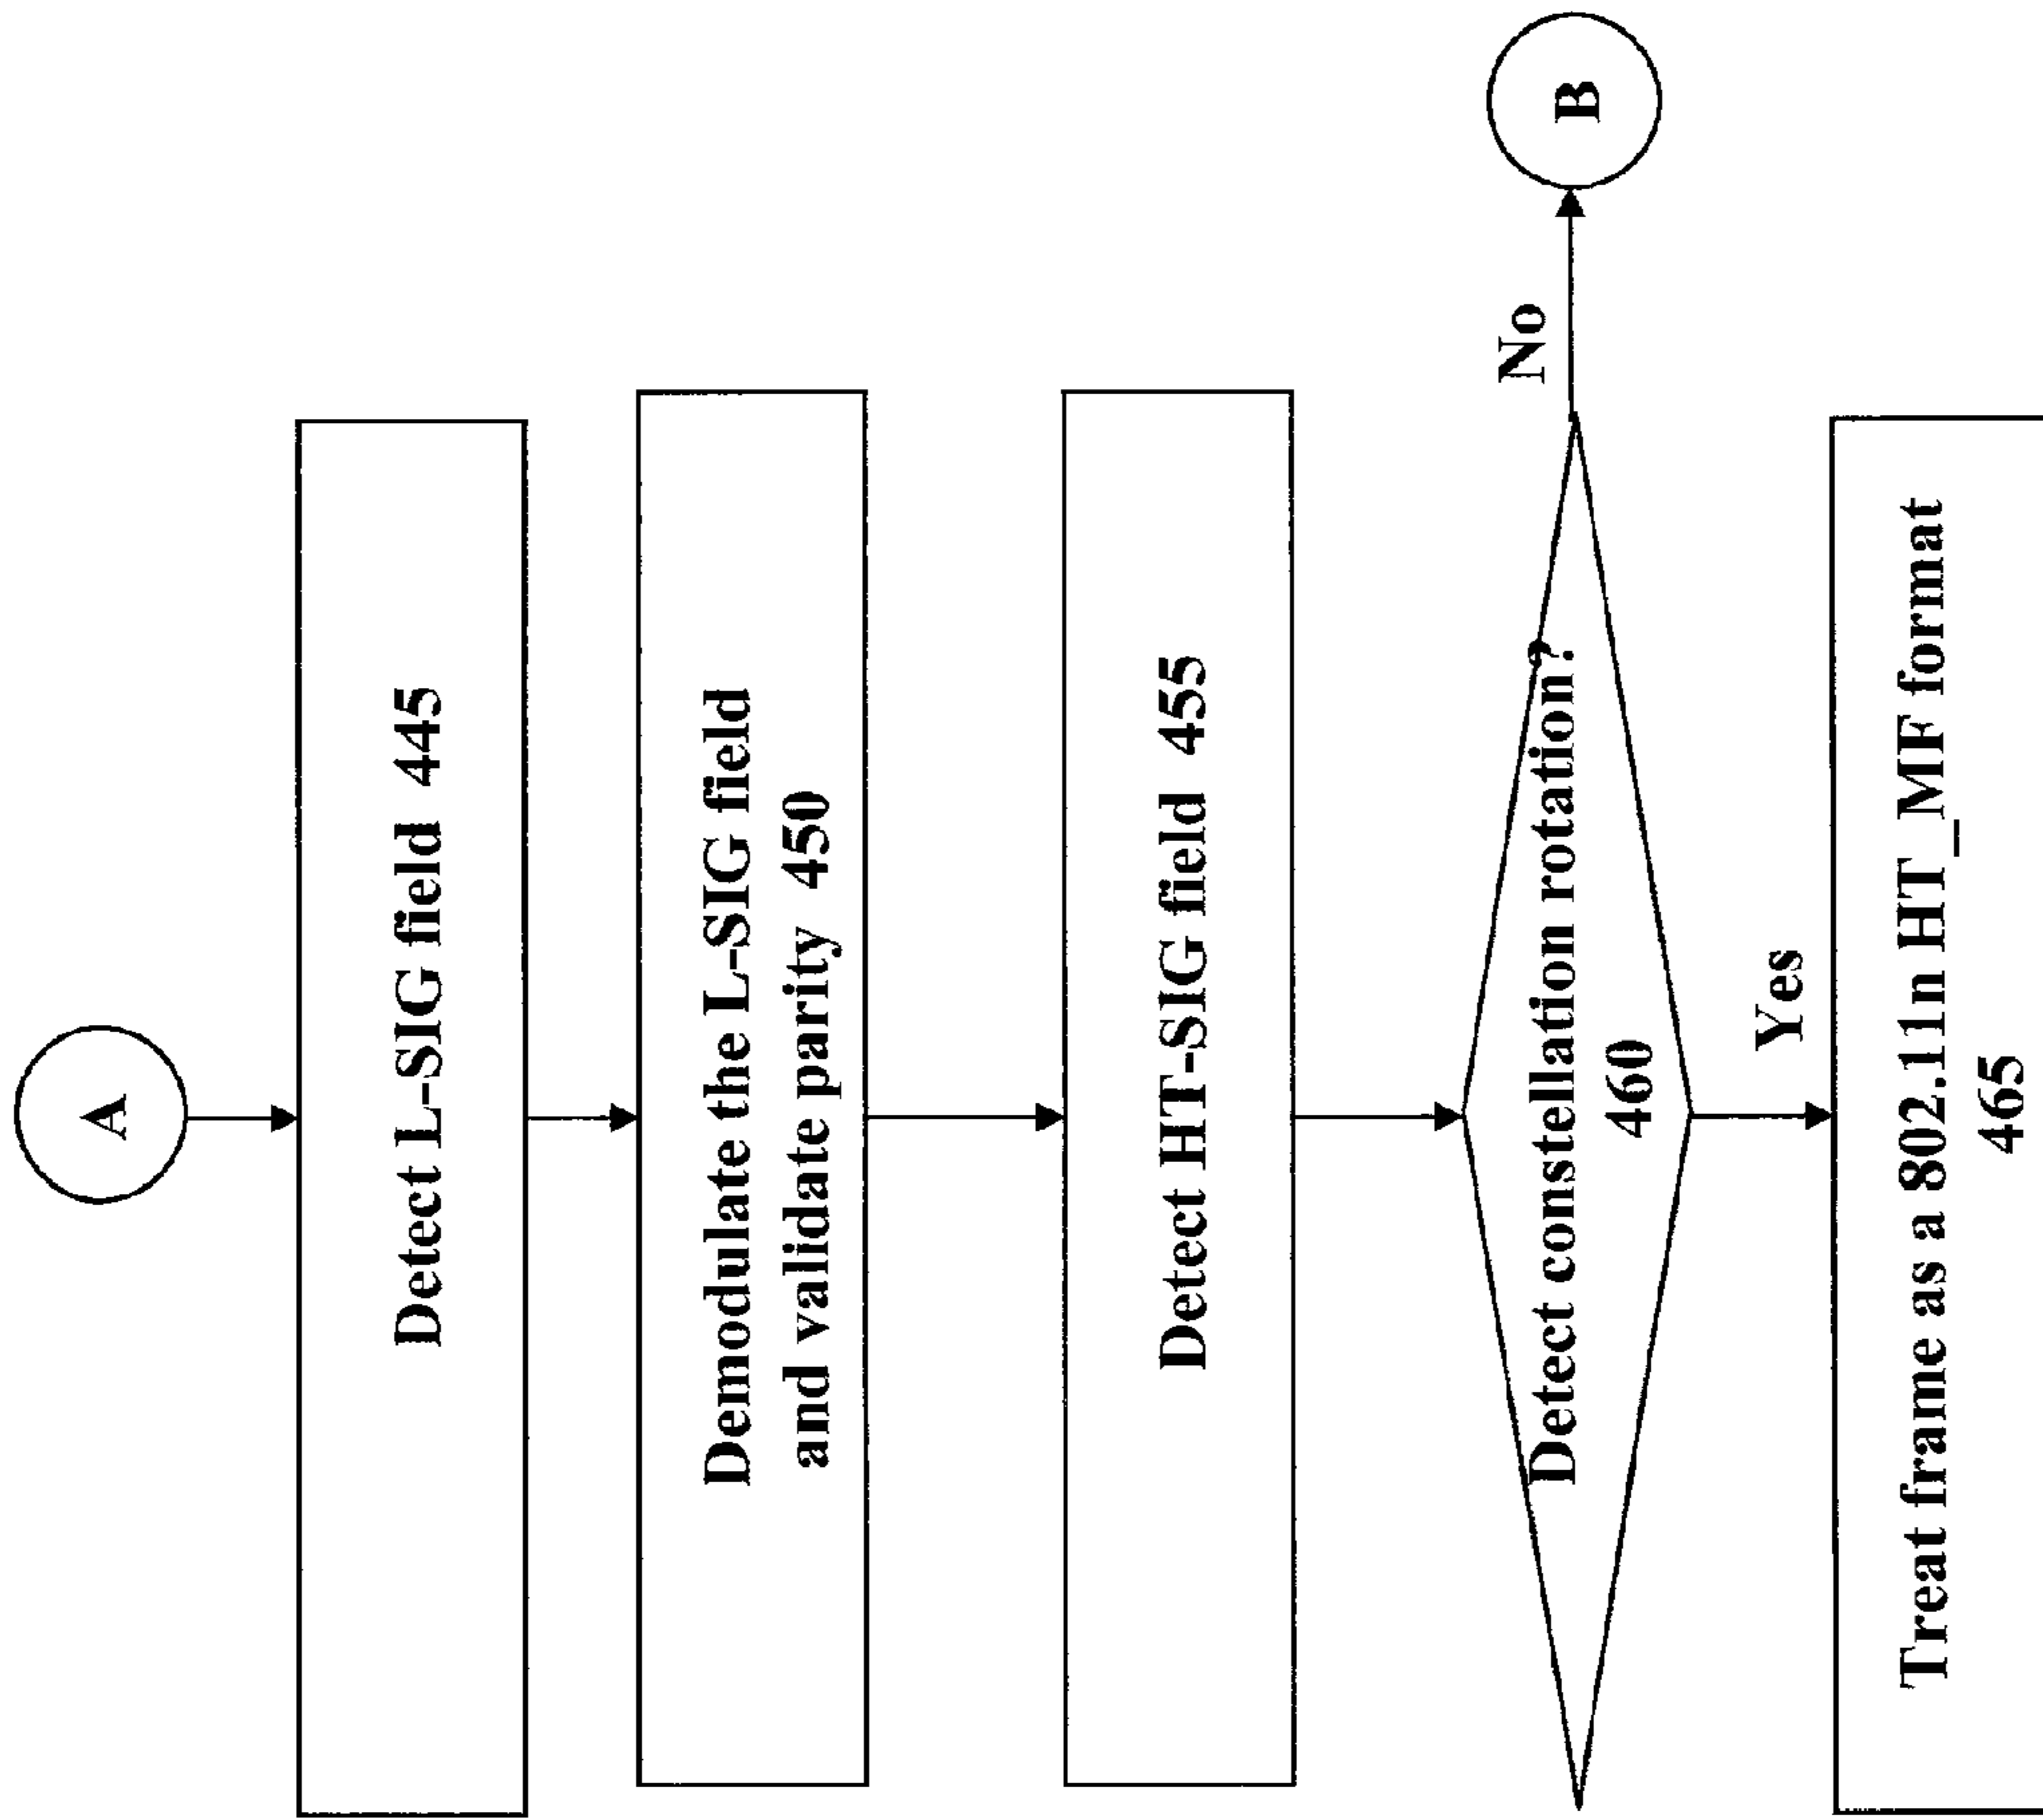 A
Detect L-SIG field 445
Demodulate the L-SIG field
and validate parity 450
Detect HT-SIG field 455
Detect constellation rotation?
460
No
B
Yes
Treat frame as a 802.11n HT_MF format
465